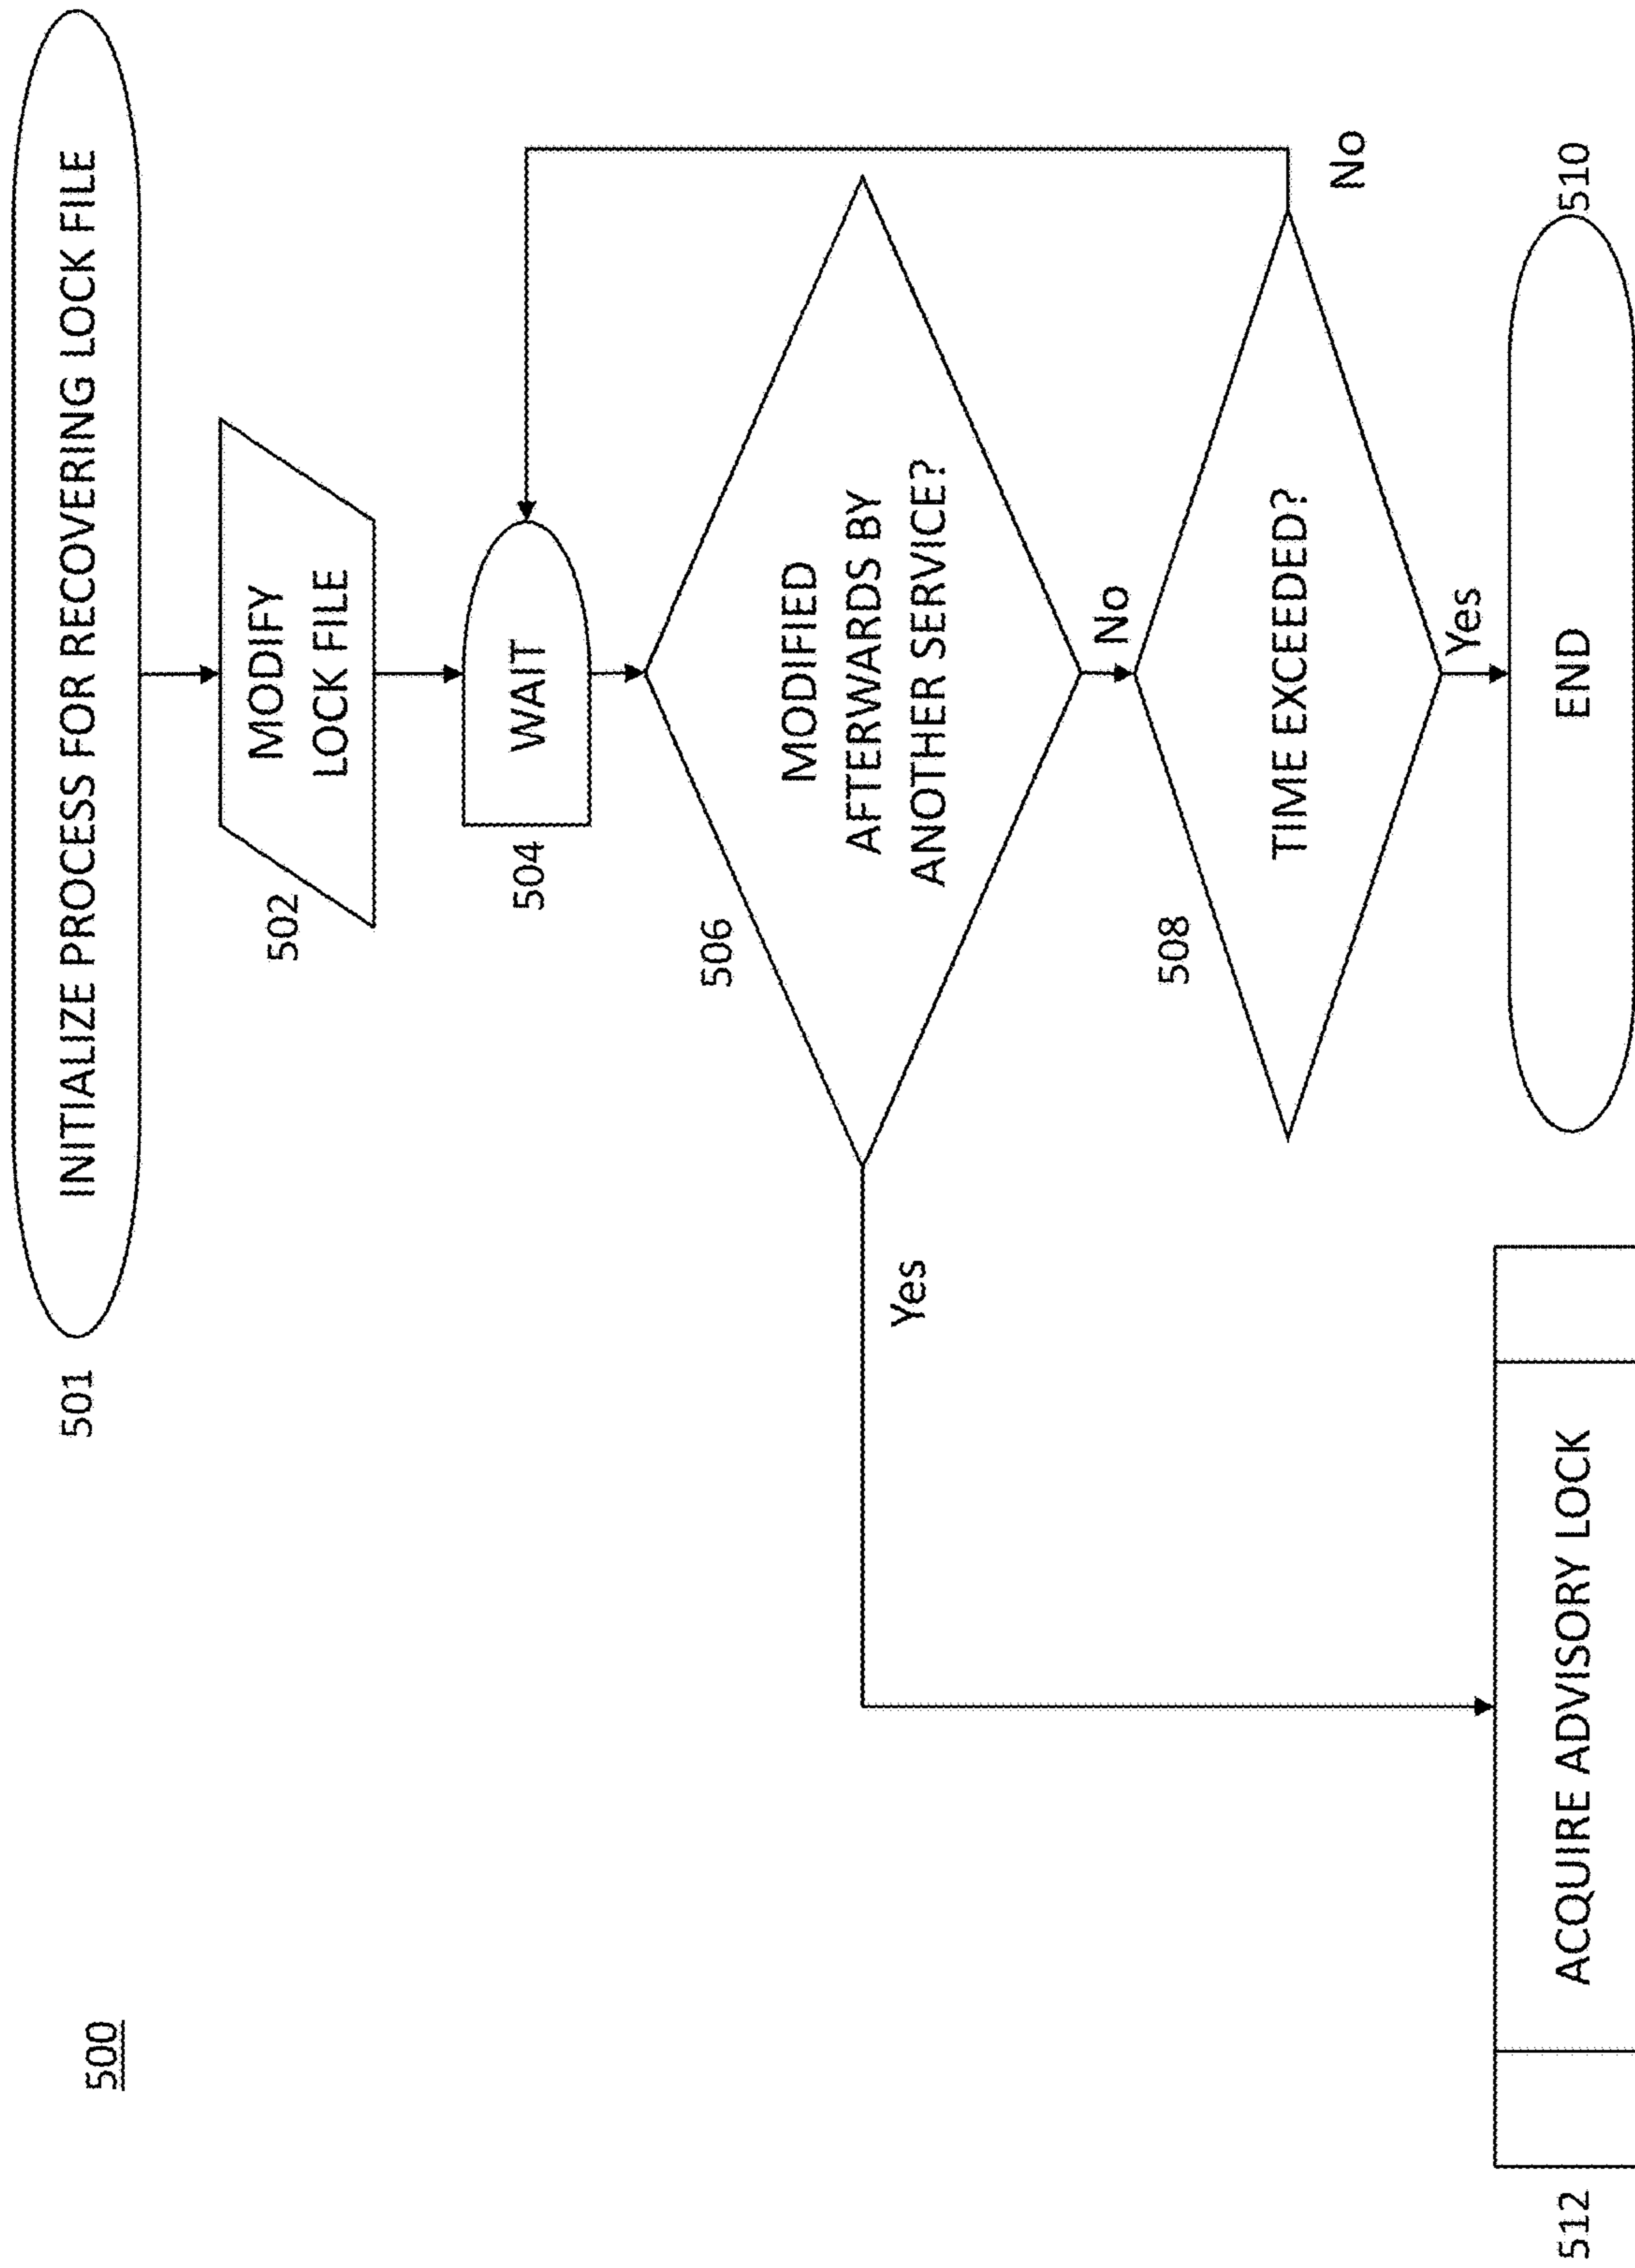 500
501
INITIALIZE PROCESS FOR RECOVERING LOCK FILE
502
MODIFY
LOCK FILE
504
WAIT
506
MODIFIED
AFTERWARDS BY
ANOTHER SERVICE?
Yes
No
508
TIME EXCEEDED?
No
Yes
512
ACQUIRE ADVISORY LOCK
END
510